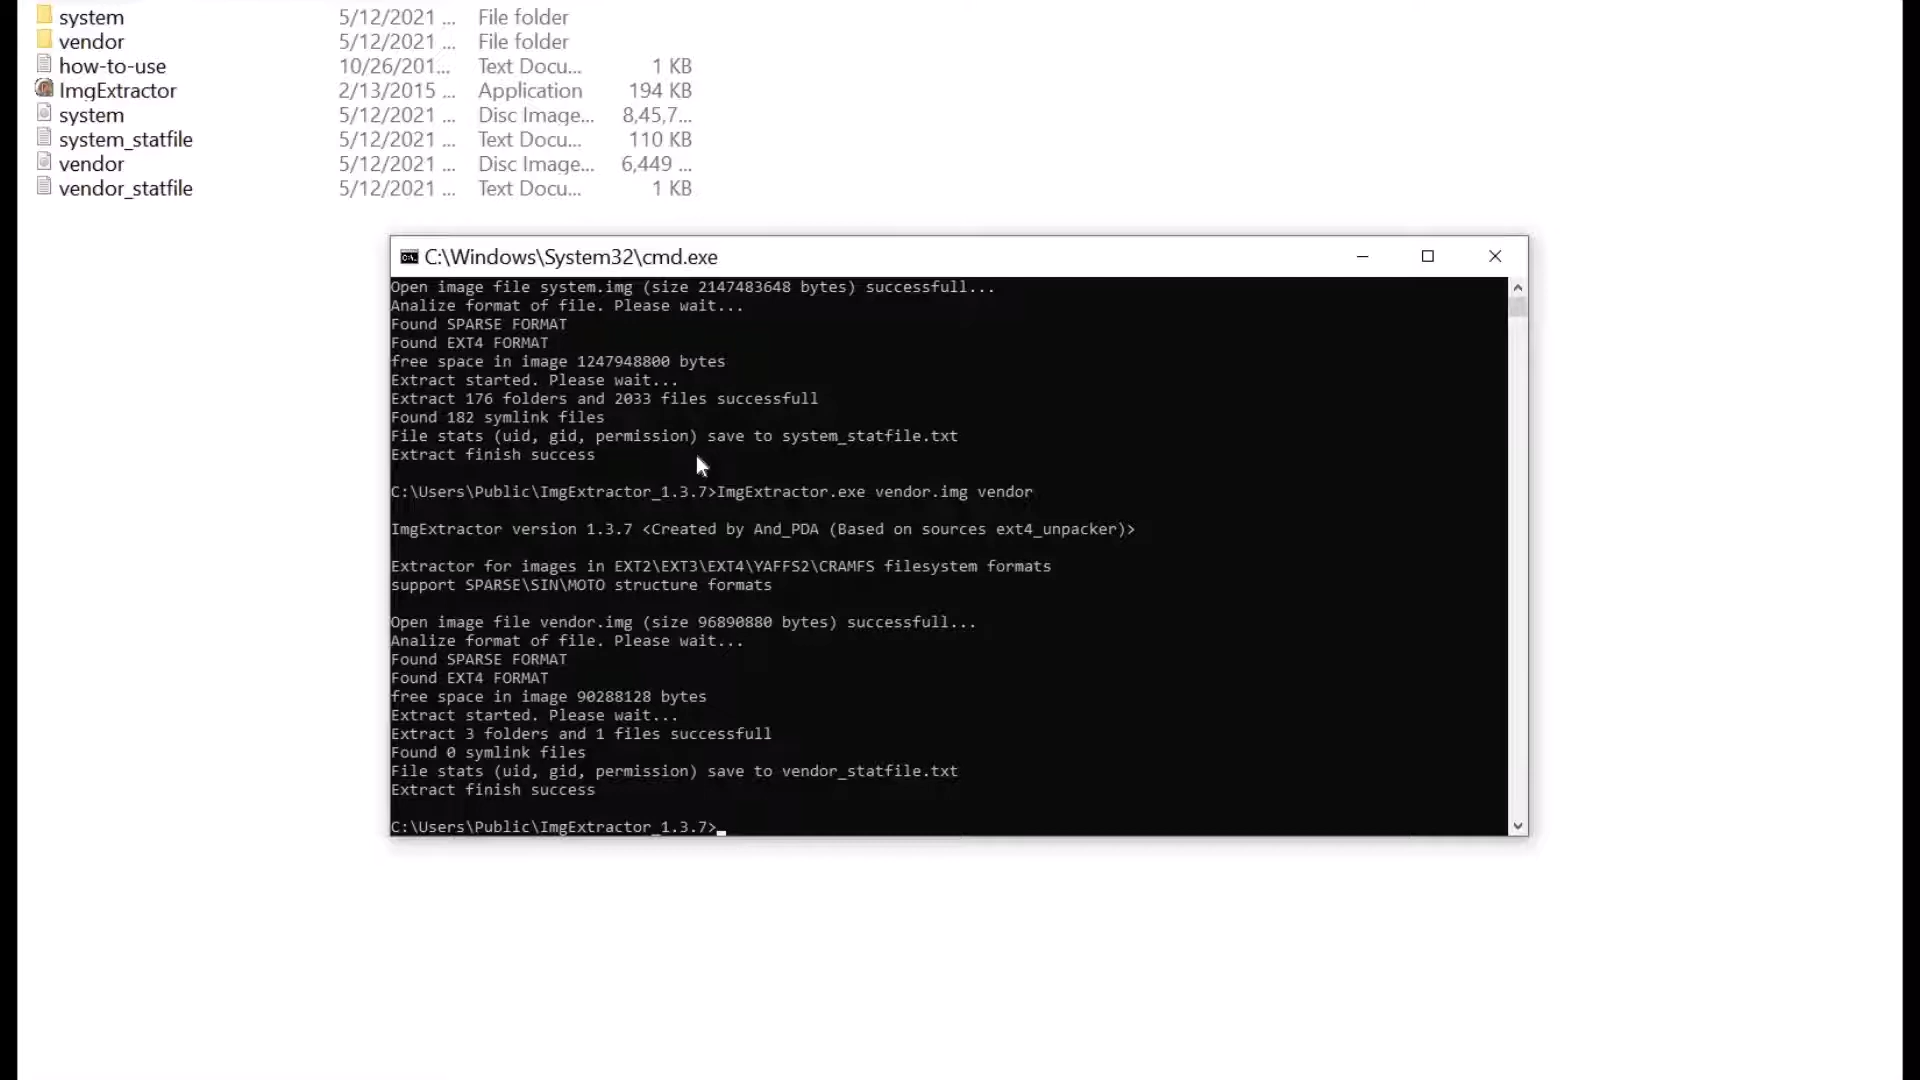 system 5/12/2021 ... File folder
vendor 5/12/2021 ... File folder
how-to-use 10/26/201... Text Docu... 1 KB
ImgExtractor 2/13/2015 ... Application 194 KB
system 5/12/2021 ... Disc Image... 8,45,7...
system_statfile 5/12/2021 ... Text Docu... 110 KB
vendor 5/12/2021 ... Disc Image... 6,449 ...
vendor_statfile 5/12/2021 ... Text Docu... 1 KB
C:\Windows\System32\cmd.exe
Open image file system.img (size 2147483648 bytes) successfull...
Analize format of file. Please wait...
Found SPARSE FORMAT
Found EXT4 FORMAT
free space in image 1247948800 bytes
Extract started. Please wait...
Extract 176 folders and 2033 files successfull
Found 182 symlink files
File stats (uid, gid, permission) save to system_statfile.txt
Extract finish success
C:\Users\Public\ImgExtractor_1.3.7>ImgExtractor.exe vendor.img vendor
ImgExtractor version 1.3.7 <Created by And_PDA (Based on sources ext4_unpacker)>
Extractor for images in EXT2\EXT3\EXT4\YAFFS2\CRAMFS filesystem formats
support SPARSE\SIN\MOTO structure formats
Open image file vendor.img (size 96890880 bytes) successfull...
Analize format of file. Please wait...
Found SPARSE FORMAT
Found EXT4 FORMAT
free space in image 90288128 bytes
Extract started. Please wait...
Extract 3 folders and 1 files successfull
Found 0 symlink files
File stats (uid, gid, permission) save to vendor_statfile.txt
Extract finish success
C:\Users\Public\ImgExtractor_1.3.7>